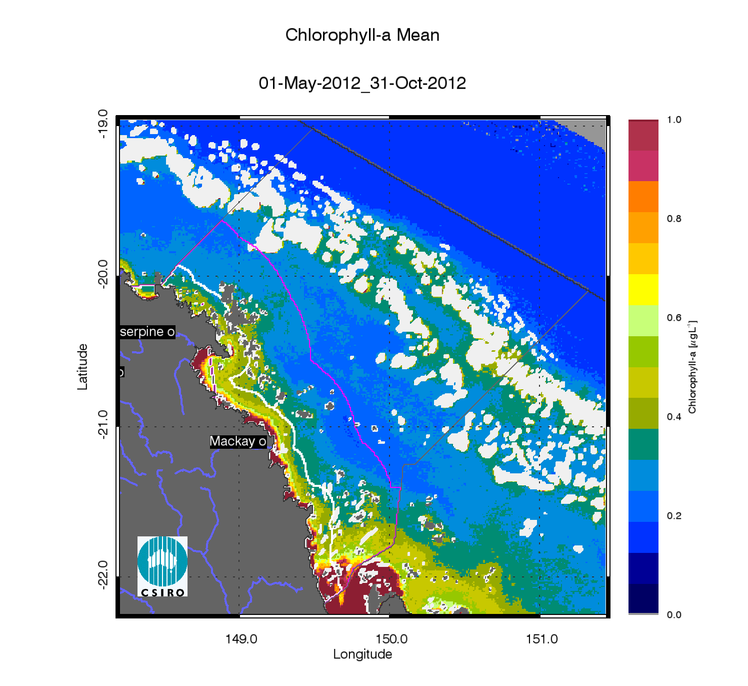 Chlorophyll-a Mean
01-May-2012_31-Oct-2012
-19.0
-20.0
-21.0
-22.0
Latitude
149.0
150.0
151.0
Longitude
serpine o
Mackay o
CSIRO
1.0
0.8
0.6
0.4
0.2
0.0
Chlorophyll-a [µgL⁻¹]